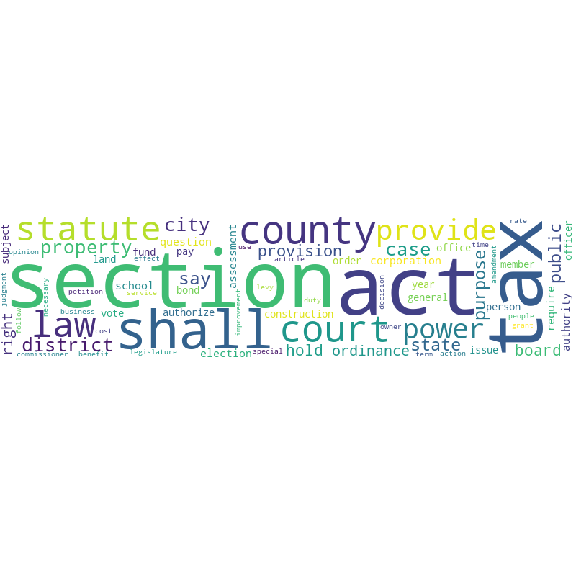 statute
city
county
provide
rate
subject
property
question
fund
pay
assessment
use
provision
article
case
order
corporation
office
time
public
officer
opinion
land
effect
section
act
tax
say
school
service
bond
petition
levy
duty
decision
year
general
purpose
member
amendment
person
require
judgment
necessary
follow
law
business
vote
cost
authorize
shall
improvement
construction
court
owner
power
state
people
grant
authority
right
district
commissioner
benefit
legislature
election
special
hold
ordinance
term
action
issue
board